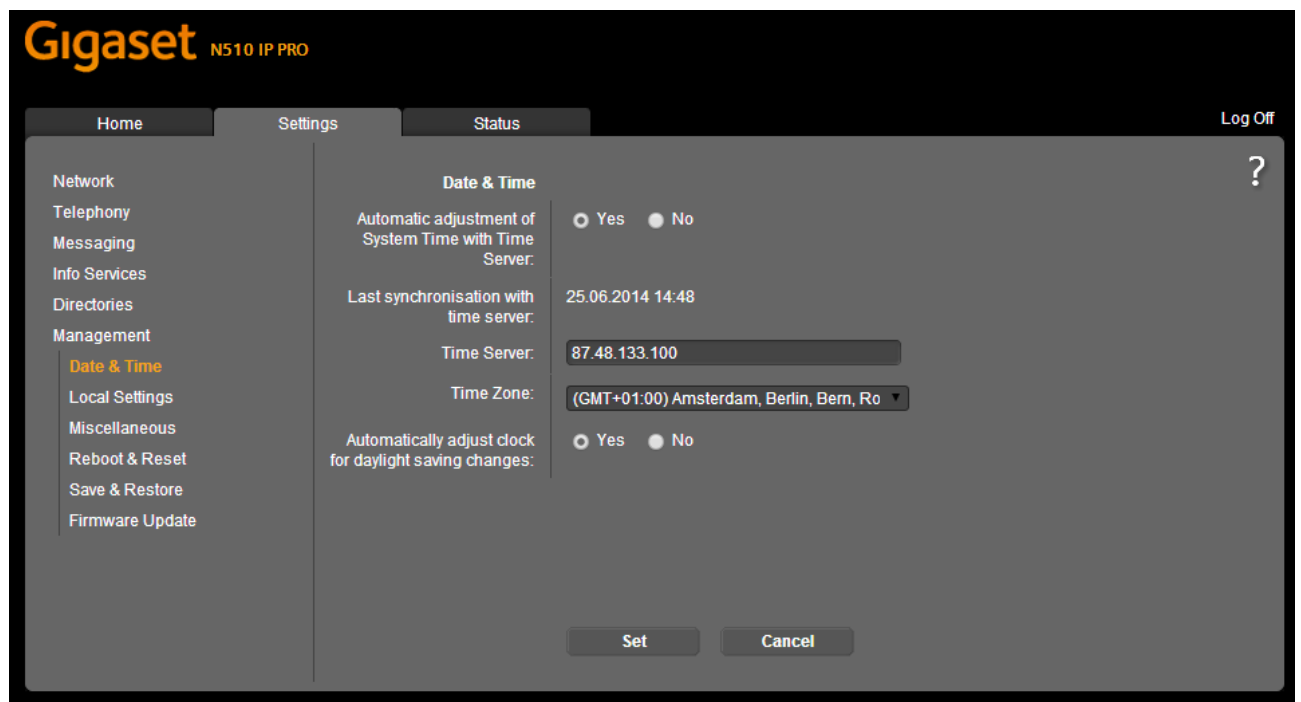 Gigaset N510 IP PRO
Home Settings Status Log Off
?
Network
Telephony
Messaging
Info Services
Directories
Management
Date & Time
Local Settings
Miscellaneous
Reboot & Reset
Save & Restore
Firmware Update
Date & Time
Automatic adjustment of
System Time with Time
Server:
Yes No
Last synchronisation with
time server:
25.06.2014 14:48
Time Server:
87.48.133.100
Time Zone:
(GMT+01:00) Amsterdam, Berlin, Bern, Ro
Automatically adjust clock
for daylight saving changes:
Yes No
Set Cancel